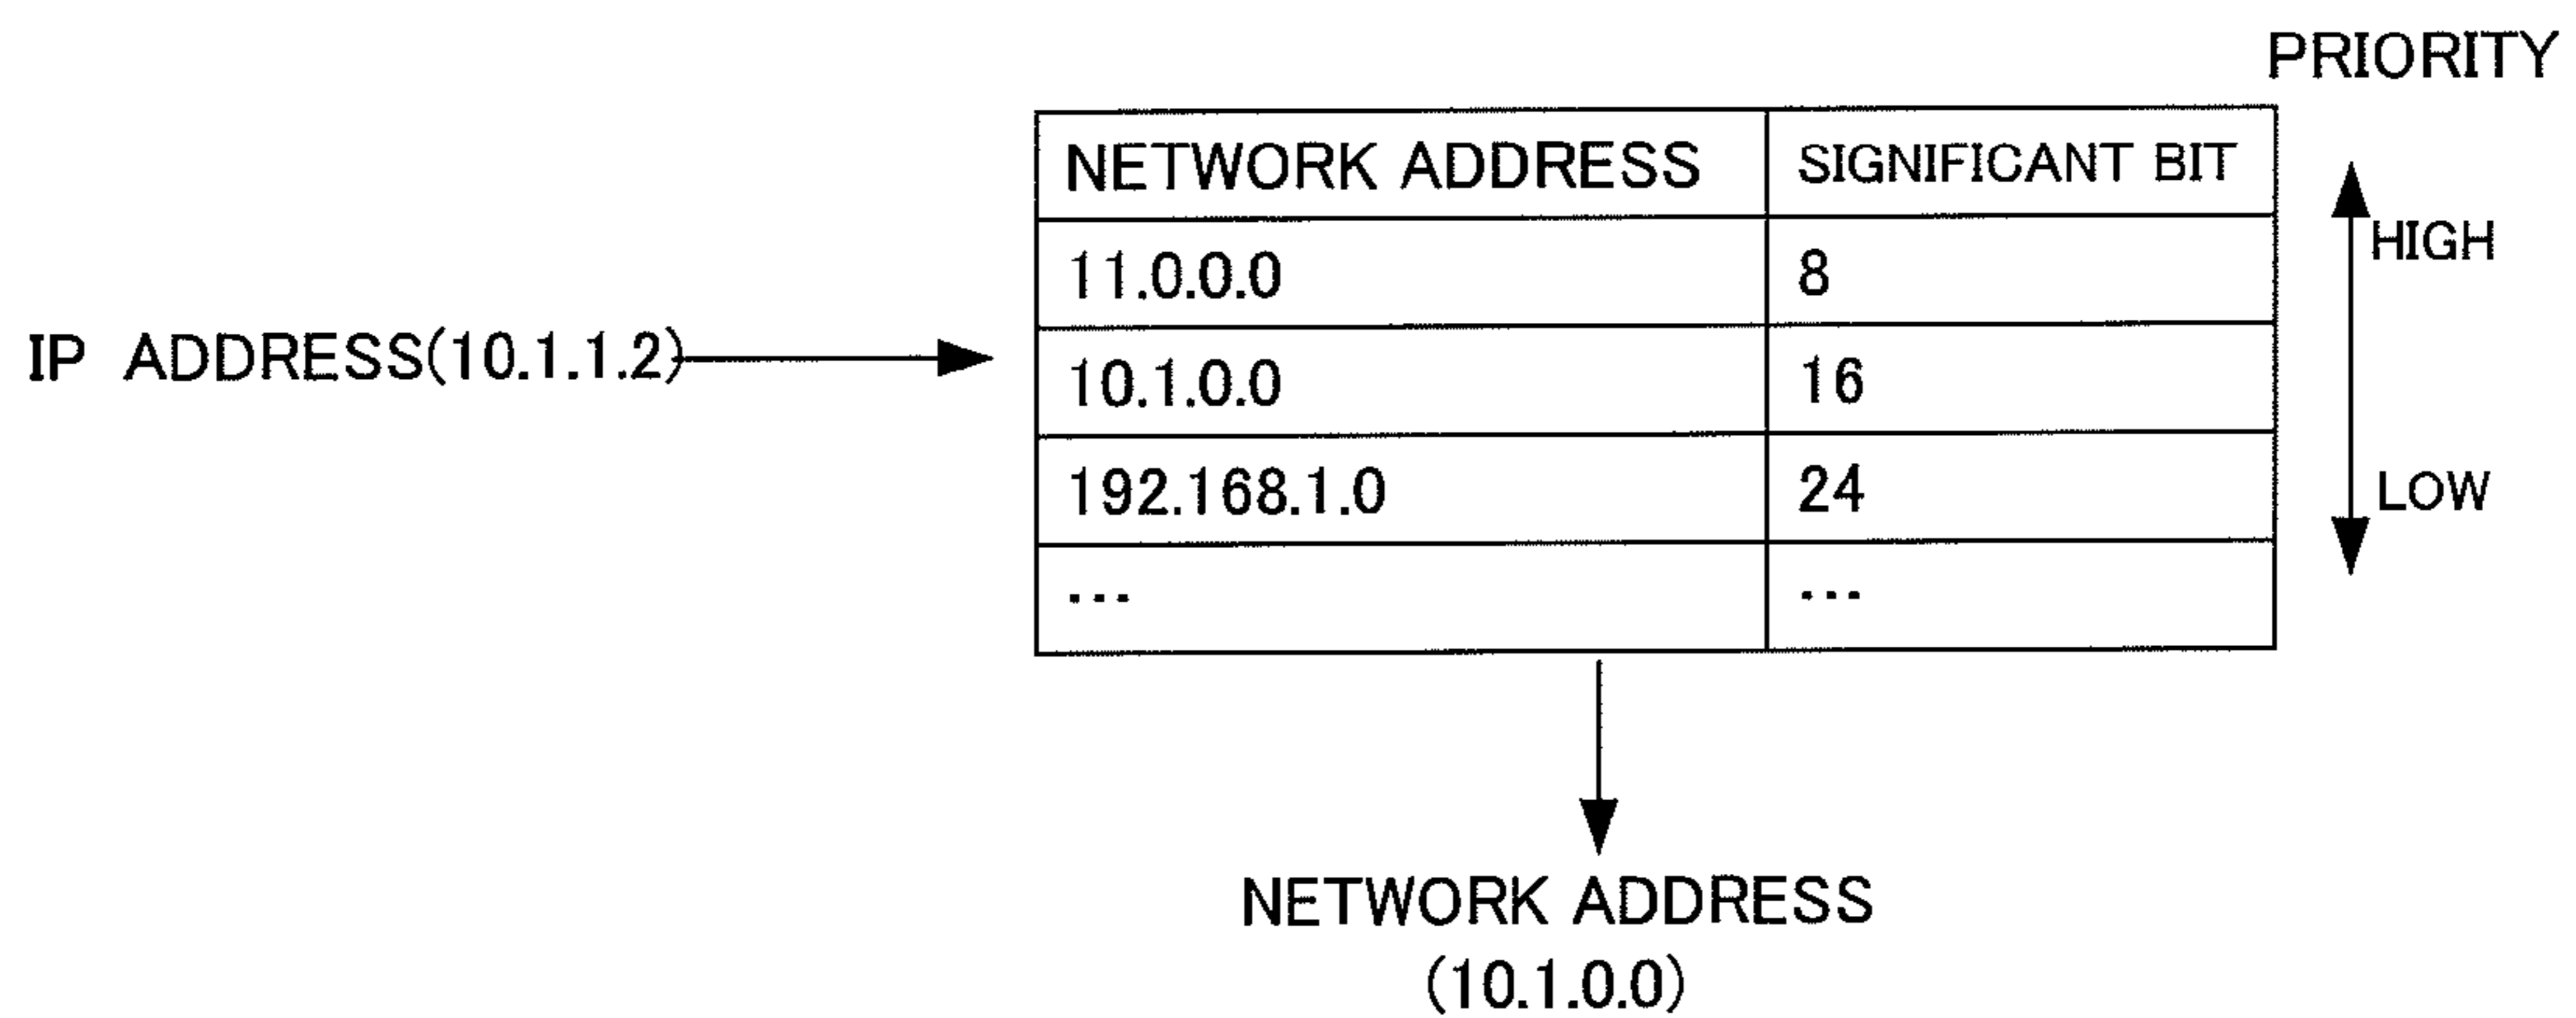 PRIORITY
NETWORK ADDRESS SIGNIFICANT BIT
HIGH
11.0.0.0 8
IP ADDRESS(10.1.1.2)
10.1.0.0 16
192.168.1.0 24
LOW
... ...
NETWORK ADDRESS
(10.1.0.0)